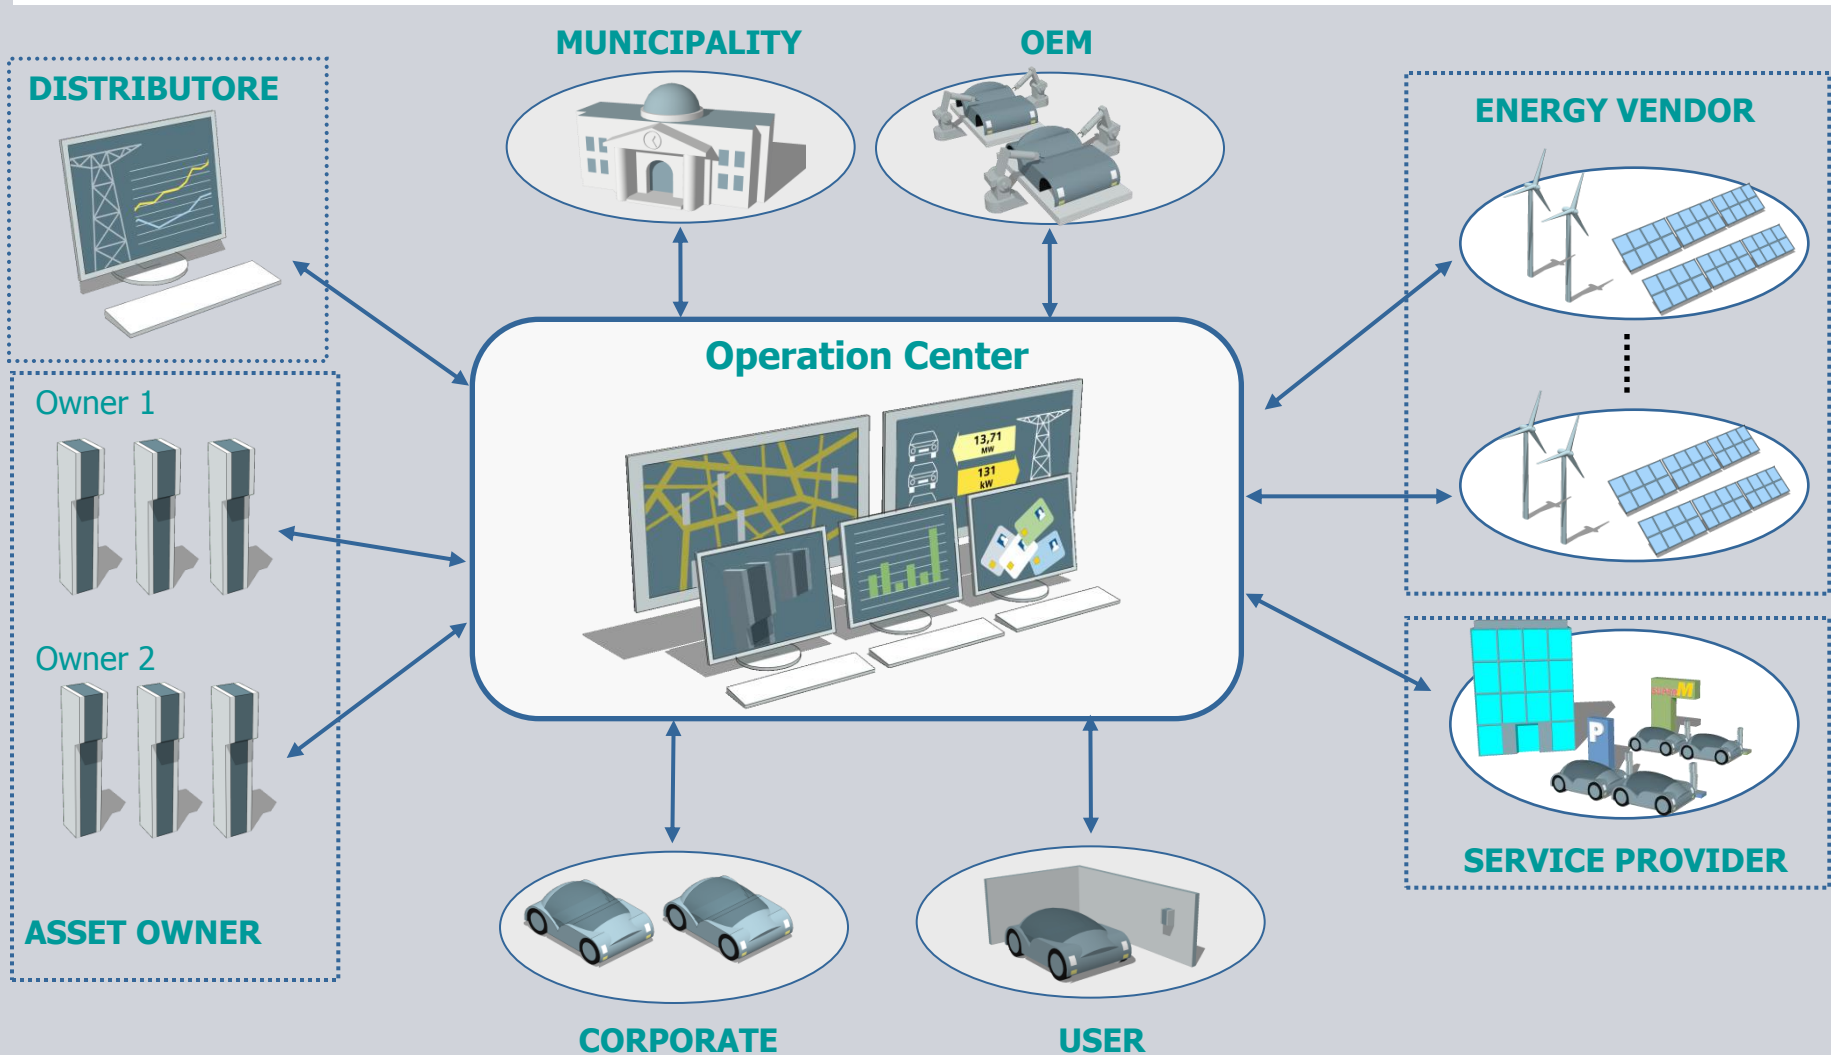 MUNICIPALITY
OEM
DISTRIBUTORE
ENERGY VENDOR
Operation Center
Owner 1
13,71
MW
131
kW
Owner 2
M
P
SERVICE PROVIDER
ASSET OWNER
CORPORATE
USER